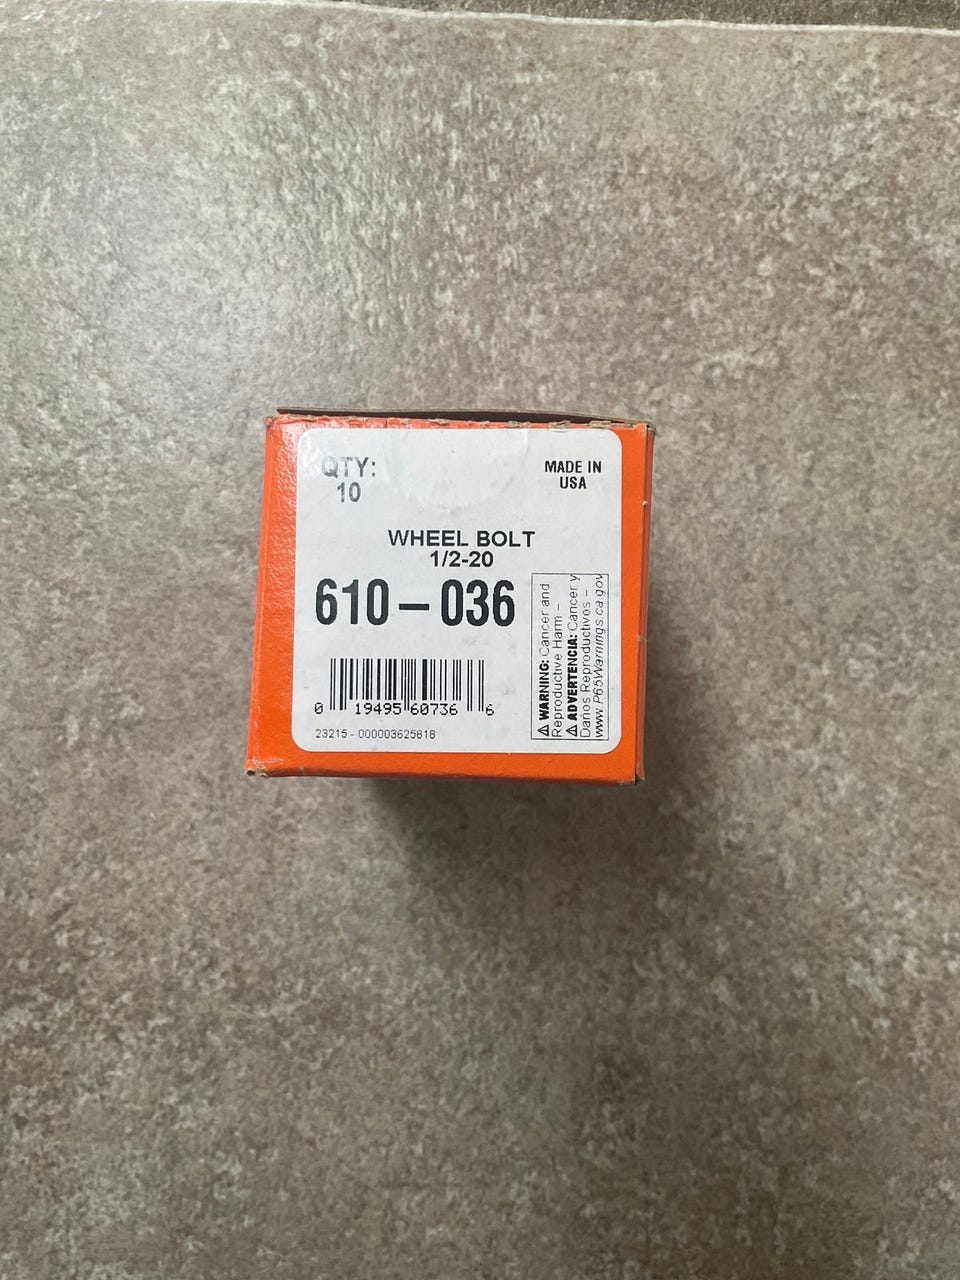 QTY:
10
MADE IN
USA
WHEEL BOLT
1/2-20
610-036
0 19495 60736 6
23215 - 000003625818
⚠ WARNING: Cancer and
Reproductive Harm -
⚠ ADVERTENCIA: Cancer y
Danos Reproductivos -
www.P65Warnings.ca.gov